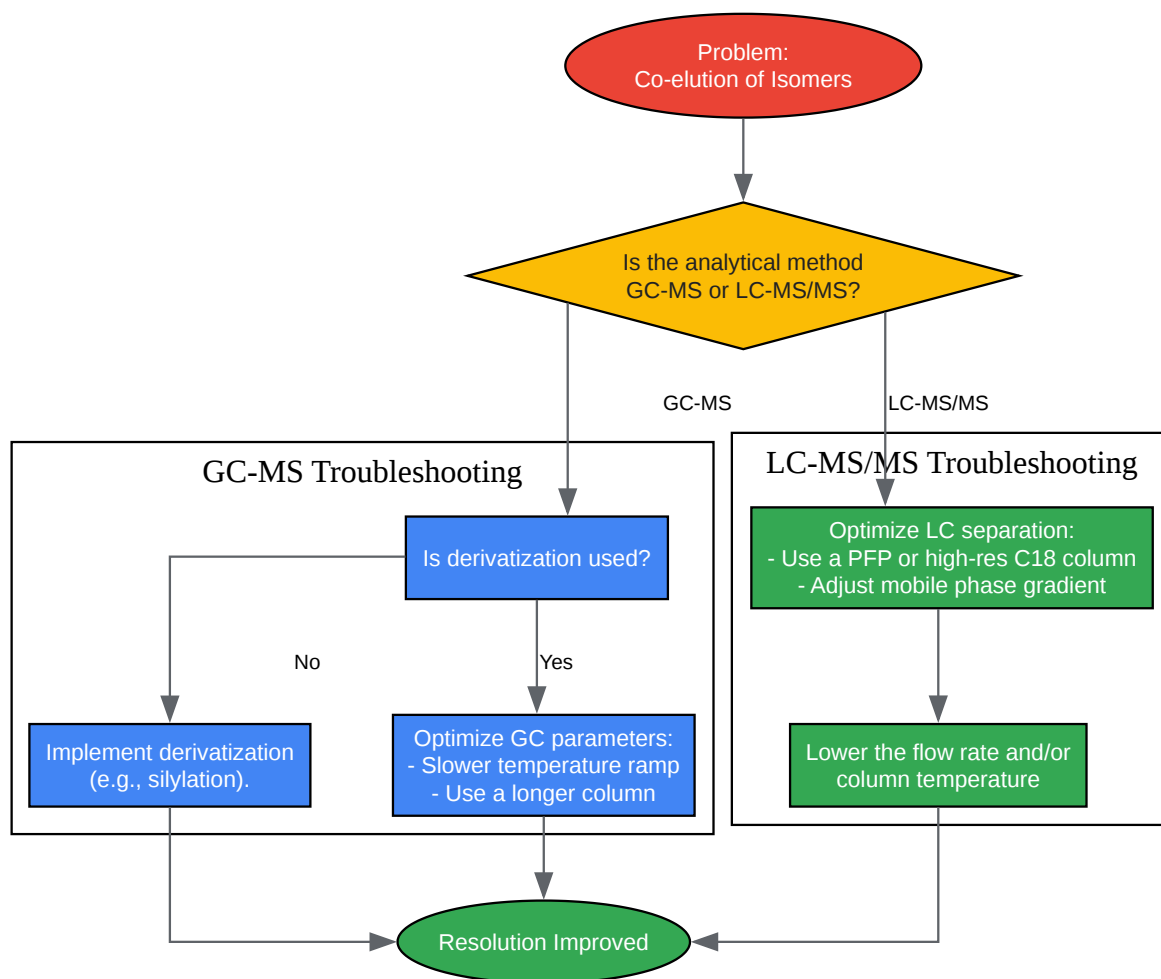 Problem:
Co-elution of Isomers
Is the analytical method
GC-MS or LC-MS/MS?
GC-MS
LC-MS/MS
GC-MS Troubleshooting
LC-MS/MS Troubleshooting
Is derivatization used?
Optimize LC separation:
- Use a PFP or high-res C18 column
- Adjust mobile phase gradient
No
Yes
Implement derivatization
(e.g., silylation).
Optimize GC parameters:
- Slower temperature ramp
- Use a longer column
Lower the flow rate and/or
column temperature
Resolution Improved